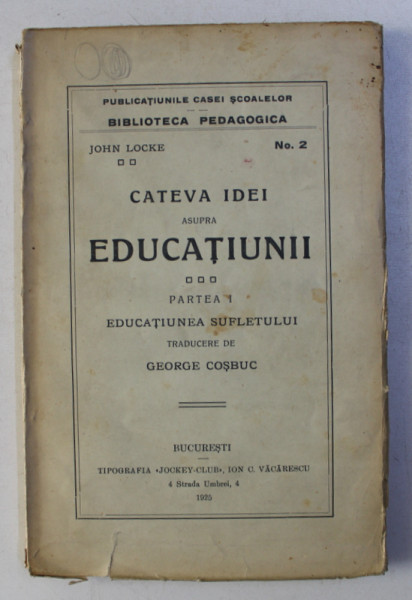 PUBLICAȚIUNILE CASEI ȘCOALELOR
BIBLIOTECA PEDAGOGICA
JOHN LOCKE No. 2
CATEVA IDEI
ASUPRA
EDUCAȚIUNII
PARTEA I
EDUCAȚIUNEA SUFLETULUI
TRADUCERE DE
GEORGE COȘBUC
BUCUREȘTI
TIPOGRAFIA «JOCKEY-CLUB», ION C. VĂCĂRESCU
4 Strada Umbrei, 4
1925